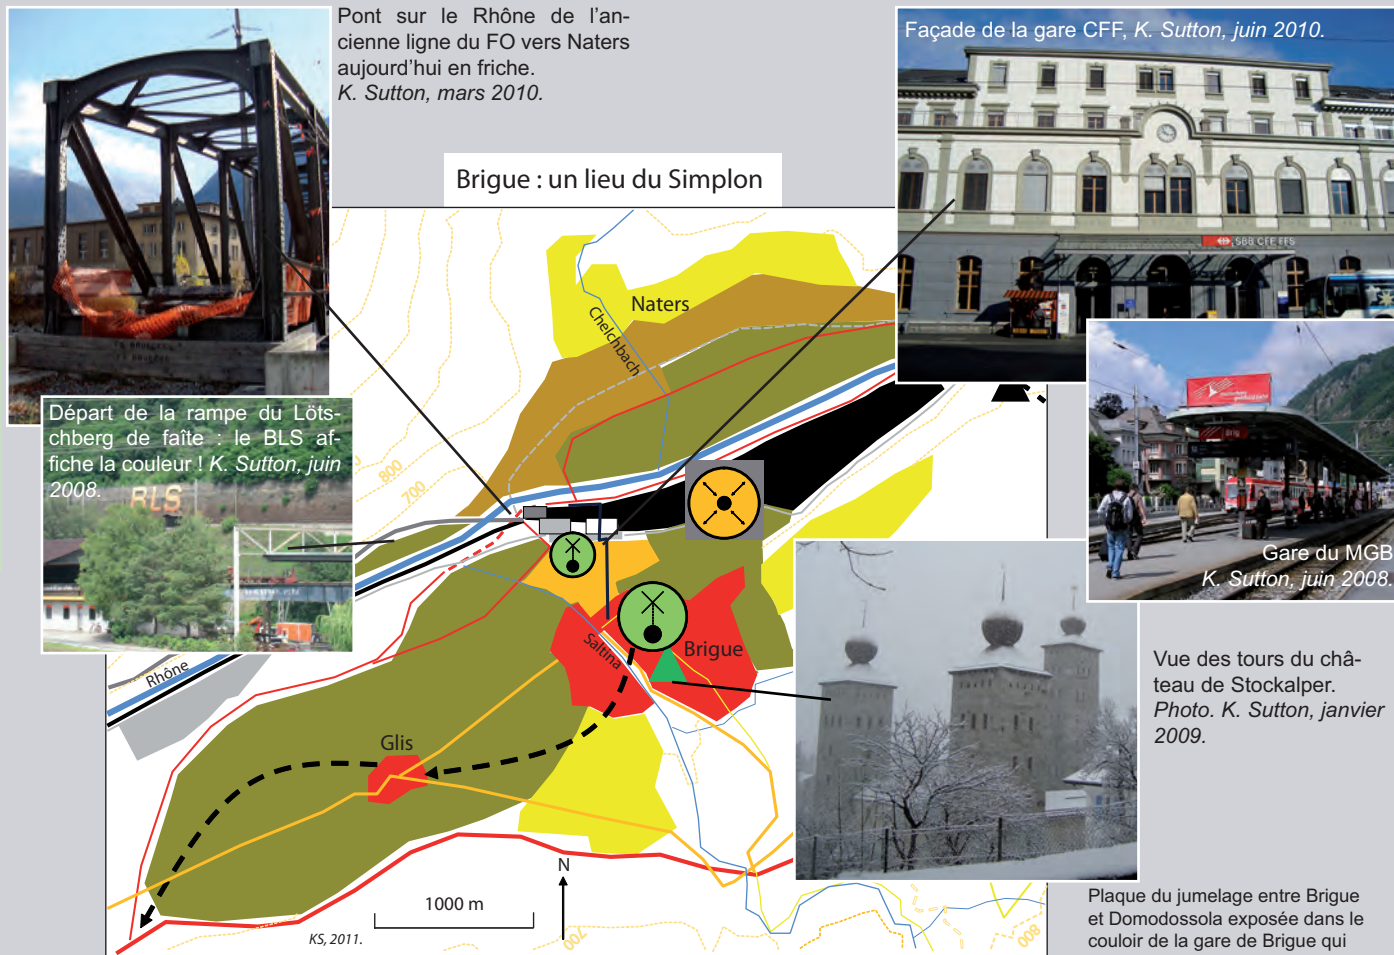 Pont sur le Rhône de l'an-
cienne ligne du FO vers Naters
aujourd'hui en friche.
K. Sutton, mars 2010.
Façade de la gare CFF, K. Sutton, juin 2010.
Brigue : un lieu du Simplon
SBB CFF FFS
Naters
Chelchbach
Départ de la rampe du Löts-
chberg de faîte : le BLS af-
fiche la couleur ! K. Sutton, juin
2008.
BLS
800
700
Brig
Gare du MGB
K. Sutton, juin 2008.
Rhône
Saltina
Brigue
Vue des tours du châ-
teau de Stockalper.
Photo. K. Sutton, janvier
2009.
Glis
N
1000 m
KS, 2011.
700
800
Plaque du jumelage entre Brigue
et Domodossola exposée dans le
couloir de la gare de Brigue qui